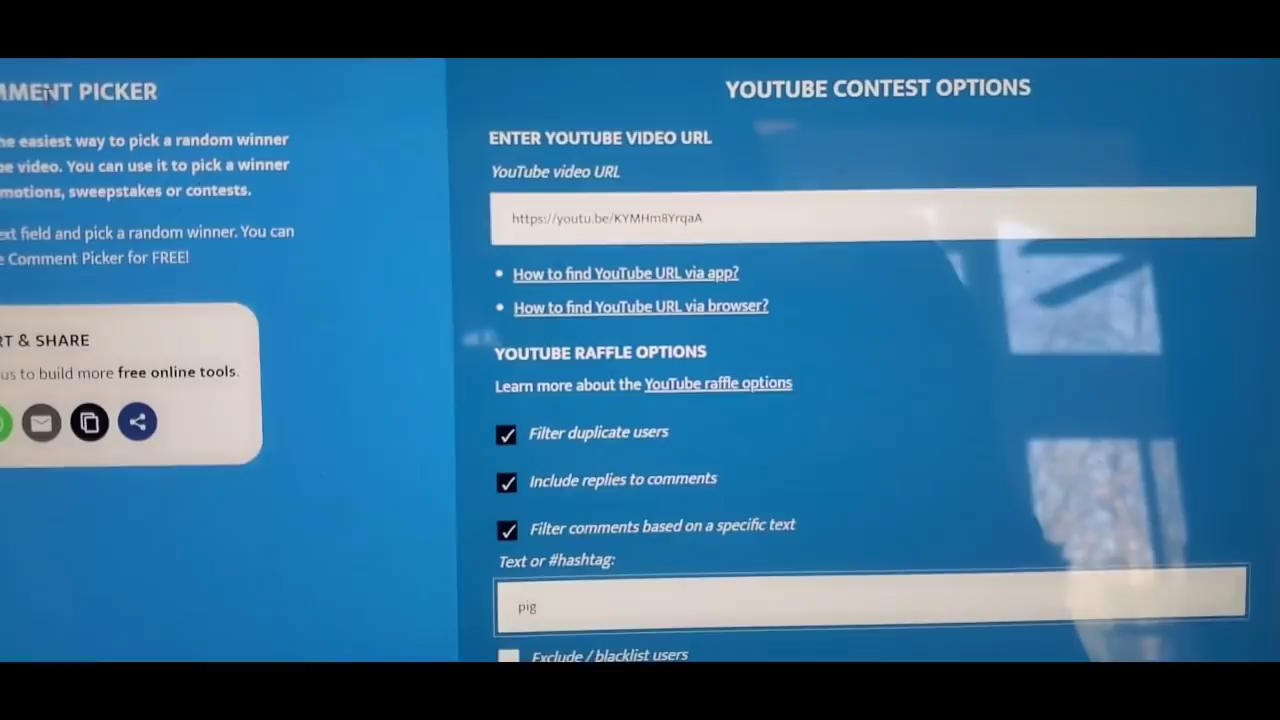 MMENT PICKER
he easiest way to pick a random winner
be video. You can use it to pick a winner
motions, sweepstakes or contests.
ext field and pick a random winner. You can
e Comment Picker for FREE!
RT & SHARE
us to build more free online tools.
YOUTUBE CONTEST OPTIONS
ENTER YOUTUBE VIDEO URL
YouTube video URL
https://youtu.be/KYMHm8YrqaA
How to find YouTube URL via app?
How to find YouTube URL via browser?
YOUTUBE RAFFLE OPTIONS
Learn more about the YouTube raffle options
Filter duplicate users
Include replies to comments
Filter comments based on a specific text
Text or #hashtag:
pig
Exclude / blacklist users